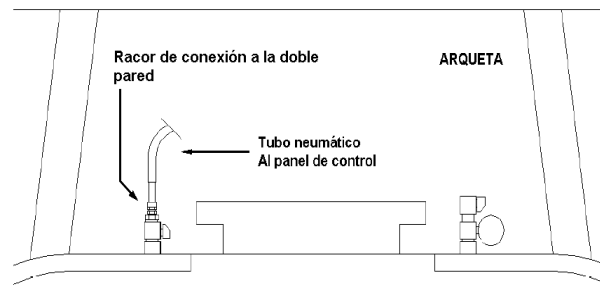 Racor de conexión a la doble
pared
ARQUETA
Tubo neumático
Al panel de control